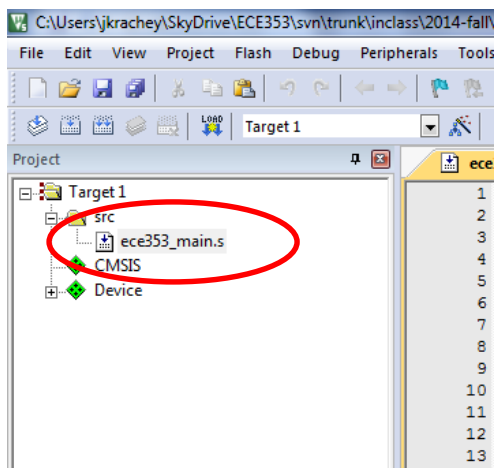 C:\Users\jkrachey\SkyDrive\ECE353\svn\trunk\inclass\2014-fall\
File Edit View Project Flash Debug Peripherals Tools
LOAD Target 1
Project
ece
Target 1
src
ece353_main.s
CMSIS
Device
1
2
3
4
5
6
7
8
9
10
11
12
13